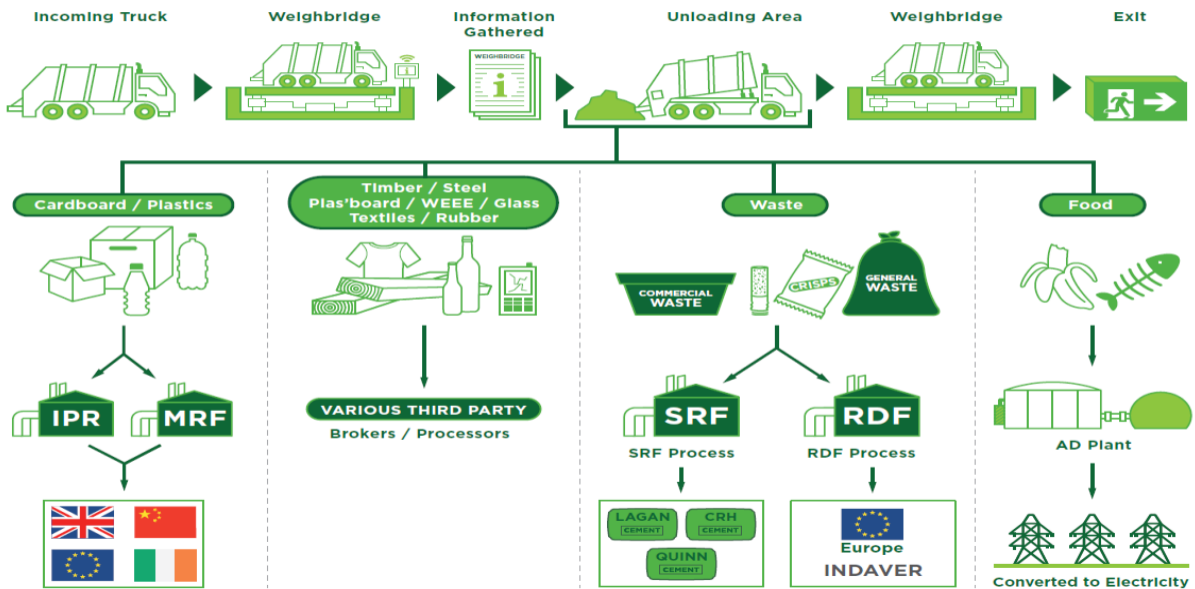 Incoming Truck
Weighbridge
Information
Gathered
Unloading Area
Weighbridge
Exit
WEIGHBRIDGE
i
Cardboard / Plastics
Timber / Steel
Plas'board / WEEE / Glass
Textiles / Rubber
Waste
Food
COMMERCIAL
WASTE
CRISPS
GENERAL
WASTE
IPR
MRF
VARIOUS THIRD PARTY
Brokers / Processors
SRF
SRF Process
RDF
RDF Process
AD Plant
LAGAN
CEMENT
CRH
CEMENT
QUINN
CEMENT
Europe
INDAVER
Converted to Electricity